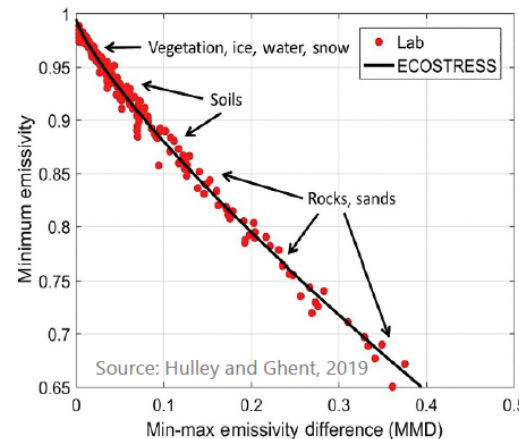 1
0.95
0.9
0.85
0.8
0.75
0.7
0.65
Minimum emissivity
Vegetation, ice, water, snow
Lab
ECOSTRESS
Soils
Rocks, sands
Source: Hulley and Ghent, 2019
0
0.1
0.2
0.3
0.4
0.5
Min-max emissivity difference (MMD)